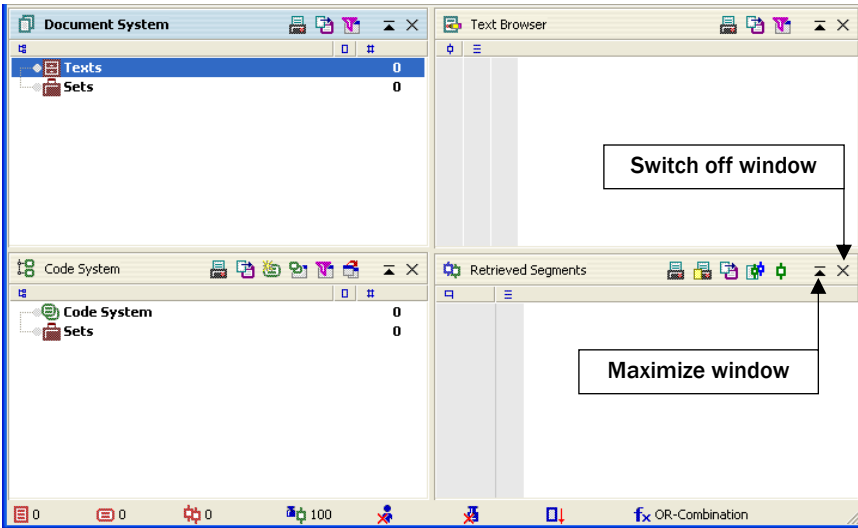 Document System
Texts 0
Sets 0
Text Browser
Switch off window
Code System
Code System 0
Sets 0
Retrieved Segments
Maximize window
0 0 0 100 fx OR-Combination